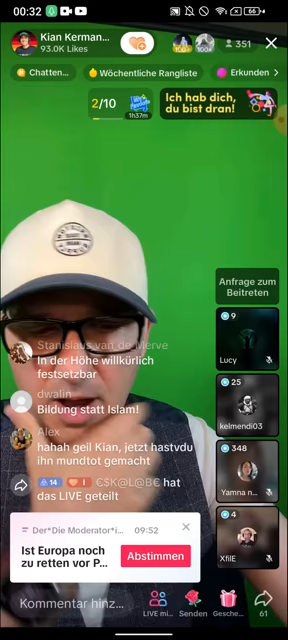 00:32
66
Kian Kerman...
93.0K Likes
100+
100+
351
Chatten...
Wöchentliche Rangliste
Erkunden
2/10
1h37m
Ich hab dich,
du bist dran!
Anfrage zum
Beitreten
9
Lucy
25
kelmendi03
348
Yamna n...
4
XfilE
Stanislaus van de Merve
In der Höhe willkürlich
festsetzbar
dwalin
Bildung statt Islam!
Alex
hahah geil Kian, jetzt hastvdu
ihn mundtot gemacht
14
1
€$K@L@B€ hat
das LIVE geteilt
Der*Die Moderator*i...
09:52
Ist Europa noch
zu retten vor P...
Abstimmen
Kommentar hinz...
LIVE mi...
Senden
Gesche...
61